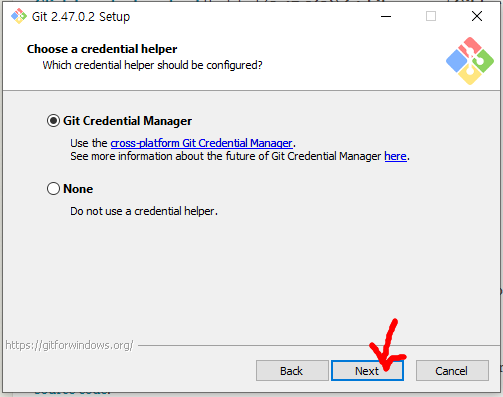 Git 2.47.0.2 Setup
Choose a credential helper
Which credential helper should be configured?
Git Credential Manager
Use the cross-platform Git Credential Manager.
See more information about the future of Git Credential Manager here.
None
Do not use a credential helper.
https://gitforwindows.org/
Back Next Cancel
source code.